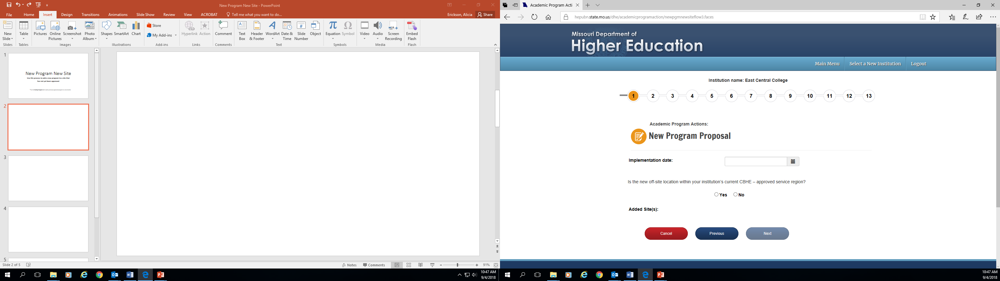 New Program New Site - PowerPoint
File Home Insert Design Transitions Animations Slide Show Review View ACROBAT Tell me what you want to do... Erickson, Alicia Share
New Slide
Table
Pictures
Online Pictures
Screenshot
Photo Album
Shapes
SmartArt
Chart
Store
My Add-ins
Hyperlink
Action
Comment
Text Box
Header & Footer
WordArt
Date & Time
Slide Number
Object
Equation
Symbol
Video
Audio
Screen Recording
Embed Flash
Slides Tables Images Illustrations Add-ins Links Comments Text Symbols Media Flash
1
New Program New Site
Use this process to add a new program to a site that
has not yet been approved
2
3
4
5
Slide 2 of 5
Notes Comments 91%
10:47 AM
9/4/2018
Academic Program Acti
hepubn.state.mo.us/dhe/academicprogramaction/newpgmnewsiteflow3.faces
Missouri Department of
Higher Education
Main Menu Select a New Institution Logout
Institution name: East Central College
1 2 3 4 5 6 7 8 9 10 11 12 13
Academic Program Actions:
New Program Proposal
Implementation date:
Is the new off-site location within your institution's current CBHE – approved service region?
Yes No
Added Site(s):
Cancel Previous Next
10:47 AM
9/4/2018